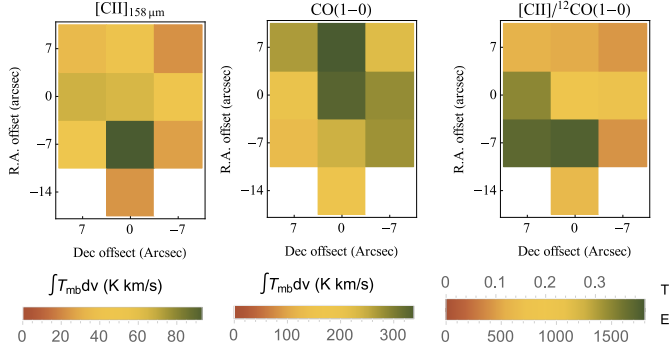 [CII]158 μm CO(1−0) [CII]/12CO(1−0)
R.A. offset (arcsec) R.A. offset (arcsec) R.A. offset (arcsec)
7 7 7
0 0 0
−7 −7 −7
−14 −14 −14
7 0 −7 7 0 −7 7 0 −7
Dec offsect (Arcsec) Dec offsect (Arcsec) Dec offsect (Arcsec)
∫Tmbdv (K km/s) ∫Tmbdv (K km/s) 0 0.1 0.2 0.3 T
0 20 40 60 80 0 100 200 300 0 500 1000 1500 E